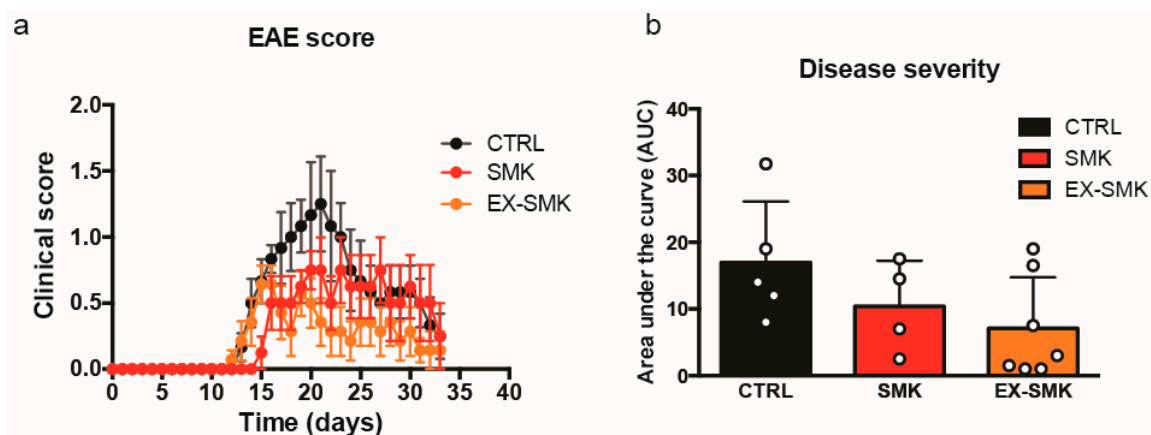 a
EAE score
Clinical score
2.0
1.5
1.0
0.5
0.0
0 5 10 15 20 25 30 35 40
Time (days)
CTRL
SMK
EX-SMK
b
Disease severity
Area under the curve (AUC)
40
30
20
10
0
CTRL SMK EX-SMK
CTRL
SMK
EX-SMK